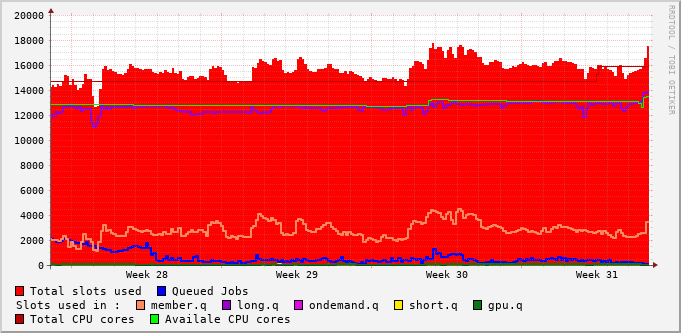 RRDTOOL / TOBI OETIKER
20000
18000
16000
14000
12000
10000
8000
6000
4000
2000
0
Week 28 Week 29 Week 30 Week 31
Total slots used Queued Jobs
Slots used in : member.q long.q ondemand.q short.q gpu.q
Total CPU cores Availale CPU cores